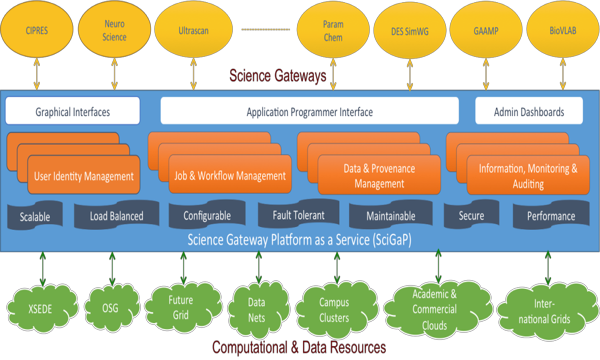 CIPRES
Neuro
Science
Ultrascan
Param
Chem
DES SimWG
GAAMP
BioVLAB
Science Gateways
Graphical Interfaces
Application Programmer Interface
Admin Dashboards
User Identity Management
Job & Workflow Management
Data & Provenance
Management
Information, Monitoring &
Auditing
Scalable
Load Balanced
Configurable
Fault Tolerant
Maintainable
Secure
Performance
Science Gateway Platform as a Service (SciGaP)
XSEDE
OSG
Future
Grid
Data
Nets
Campus
Clusters
Academic &
Commercial
Clouds
Inter-
national Grids
Computational & Data Resources